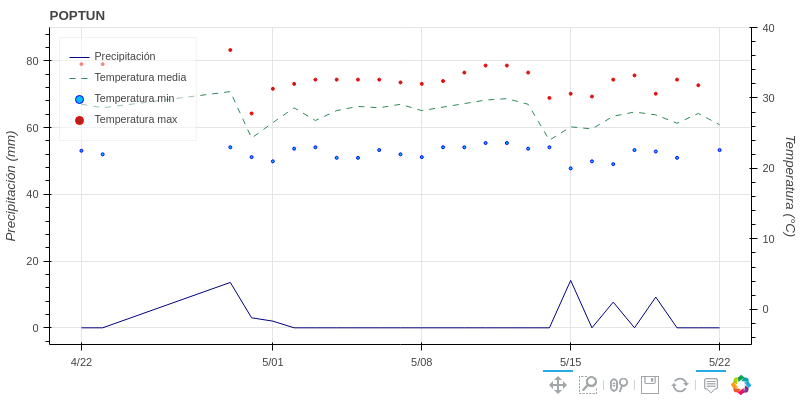 POPTUN
Precipitación
Temperatura media
Temperatura min
Temperatura max
Precipitación (mm)
80
60
40
20
0
Temperatura (°C)
40
30
20
10
0
4/22
5/01
5/08
5/15
5/22